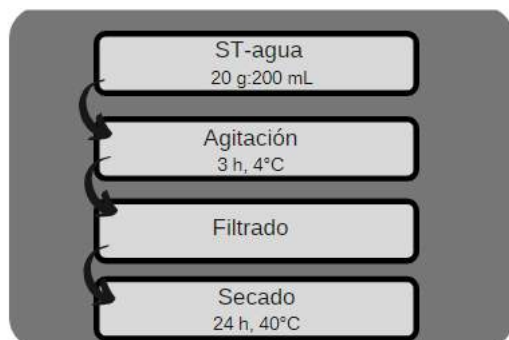 ST-agua
20 g:200 mL
Agitación
3 h, 4°C
Filtrado
Secado
24 h, 40°C